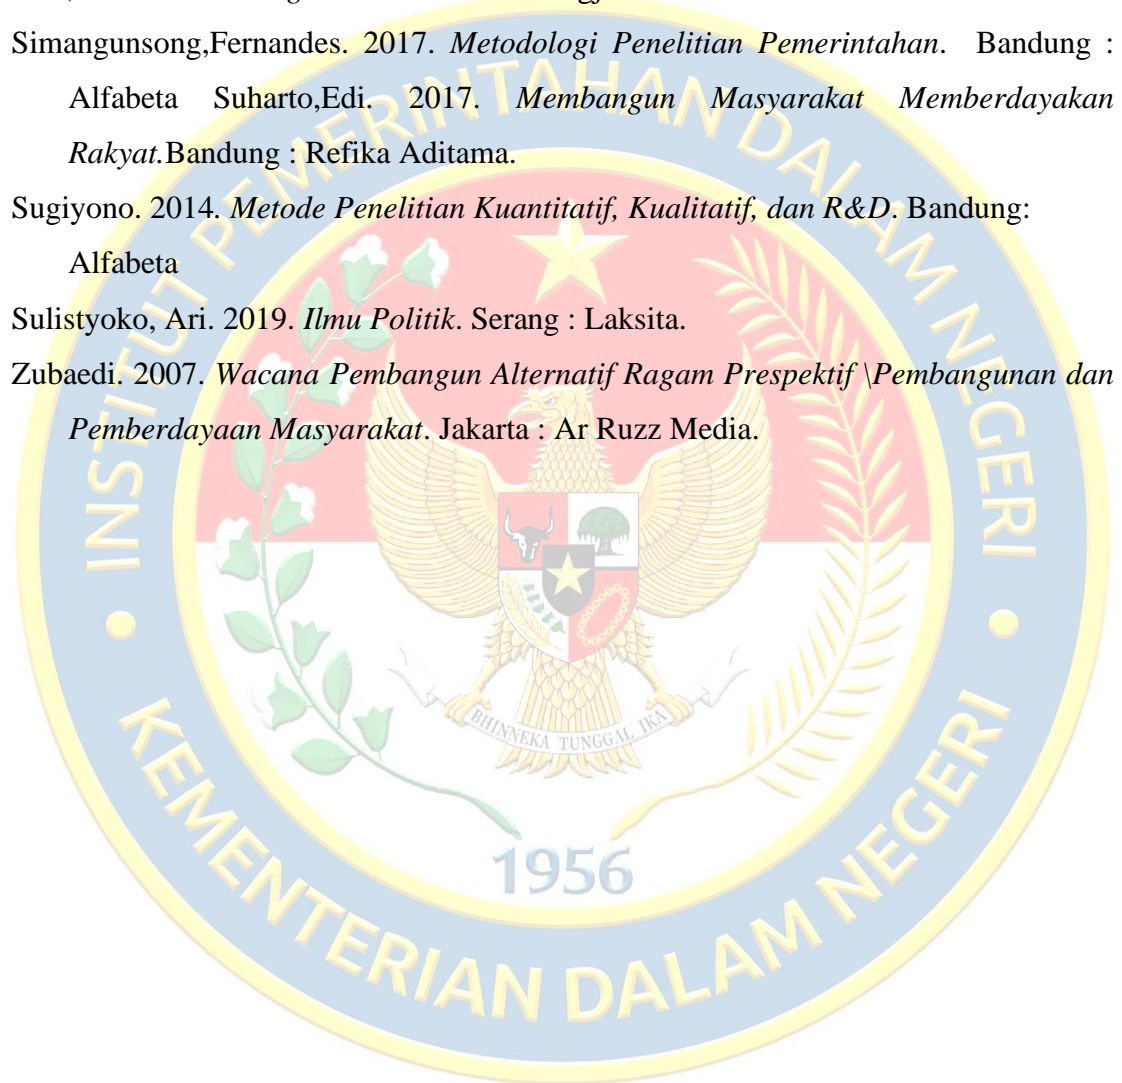 Simangunsong,Fernandes. 2017. Metodologi Penelitian Pemerintahan. Bandung :
Alfabeta Suharto,Edi. 2017. Membangun Masyarakat Memberdayakan
Rakyat.Bandung : Refika Aditama.
Sugiyono. 2014. Metode Penelitian Kuantitatif, Kualitatif, dan R&D. Bandung:
Alfabeta
Sulistyoko, Ari. 2019. Ilmu Politik. Serang : Laksita.
Zubaedi. 2007. Wacana Pembangun Alternatif Ragam Prespektif \Pembangunan dan
Pemberdayaan Masyarakat. Jakarta : Ar Ruzz Media.
INSTITUT PEMERINTAHAN DALAM NEGERI
BHINNEKA TUNGGAL IKA
1956
KEMENTERIAN DALAM NEGERI